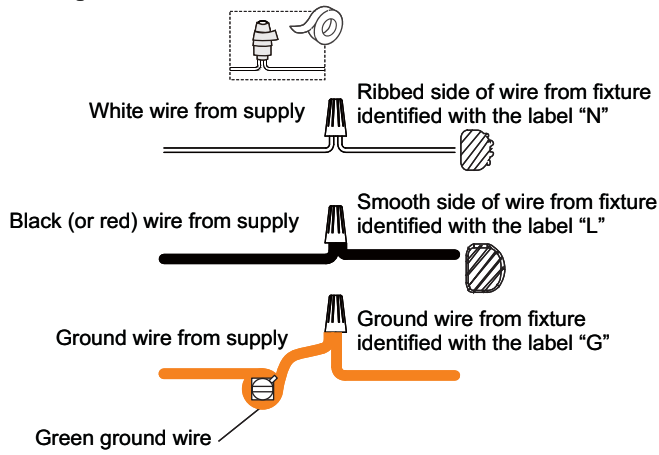 White wire from supply
Ribbed side of wire from fixture
identified with the label “N”
Black (or red) wire from supply
Smooth side of wire from fixture
identified with the label “L”
Ground wire from supply
Ground wire from fixture
identified with the label “G”
Green ground wire